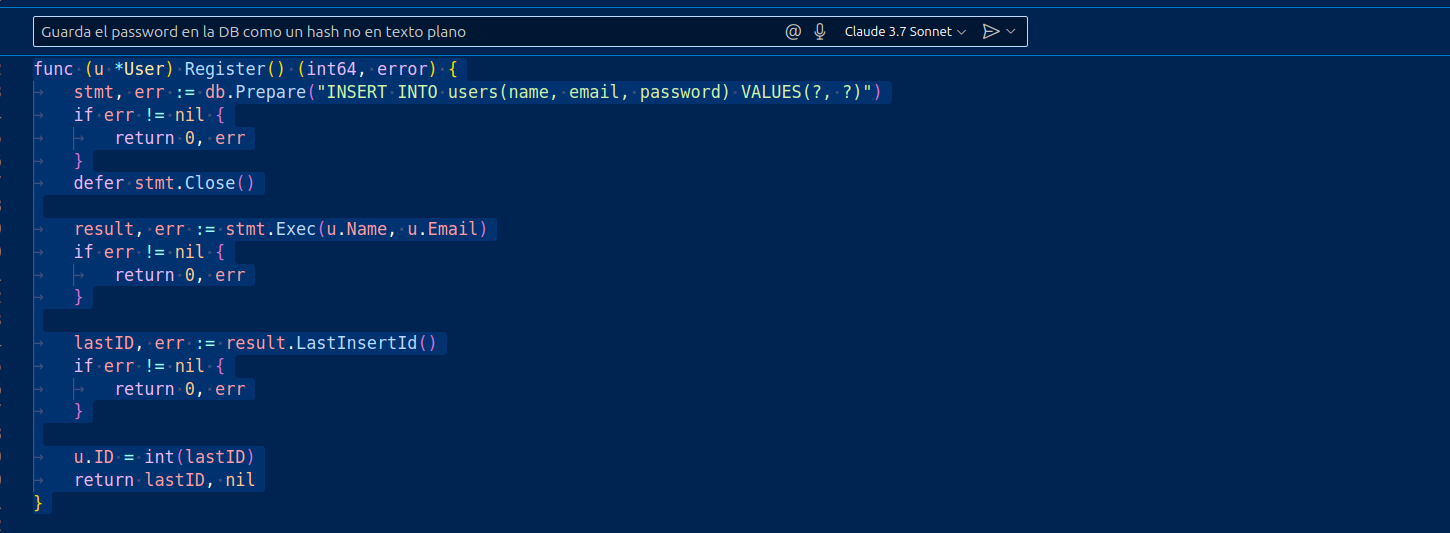 Guarda el password en la DB como un hash no en texto plano
Claude 3.7 Sonnet
func (u *User) Register() (int64, error) {
stmt, err := db.Prepare("INSERT INTO users(name, email, password) VALUES(?, ?)")
if err != nil {
return 0, err
}
defer stmt.Close()
result, err := stmt.Exec(u.Name, u.Email)
if err != nil {
return 0, err
}
lastID, err := result.LastInsertId()
if err != nil {
return 0, err
}
u.ID = int(lastID)
return lastID, nil
}